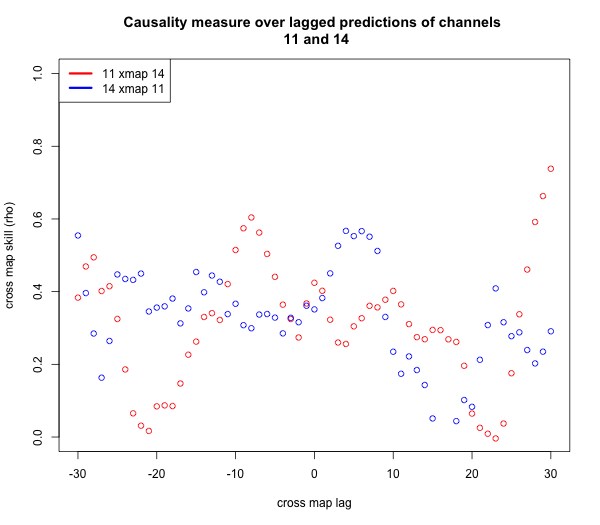 Causality measure over lagged predictions of channels
11 and 14
11 xmap 14
14 xmap 11
cross map skill (rho)
1.0
0.8
0.6
0.4
0.2
0.0
-30 -20 -10 0 10 20 30
cross map lag